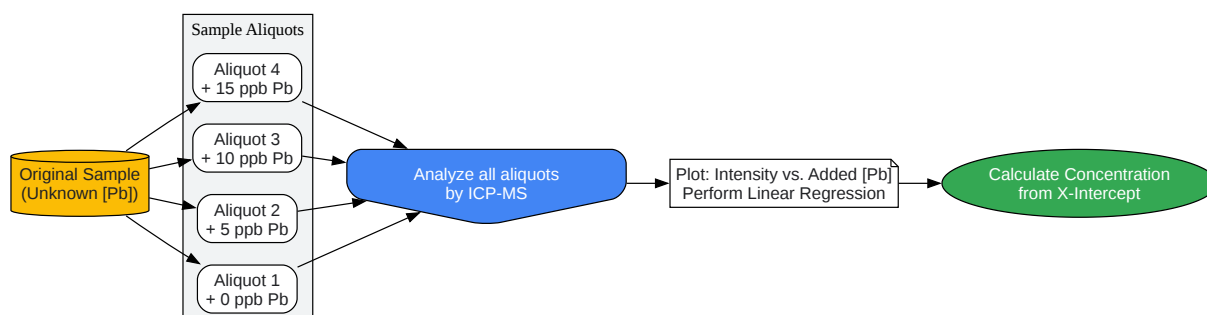 Sample Aliquots
Aliquot 4
+ 15 ppb Pb
Aliquot 3
+ 10 ppb Pb
Original Sample
(Unknown [Pb])
Aliquot 2
+ 5 ppb Pb
Aliquot 1
+ 0 ppb Pb
Analyze all aliquots
by ICP-MS
Plot: Intensity vs. Added [Pb]
Perform Linear Regression
Calculate Concentration
from X-Intercept